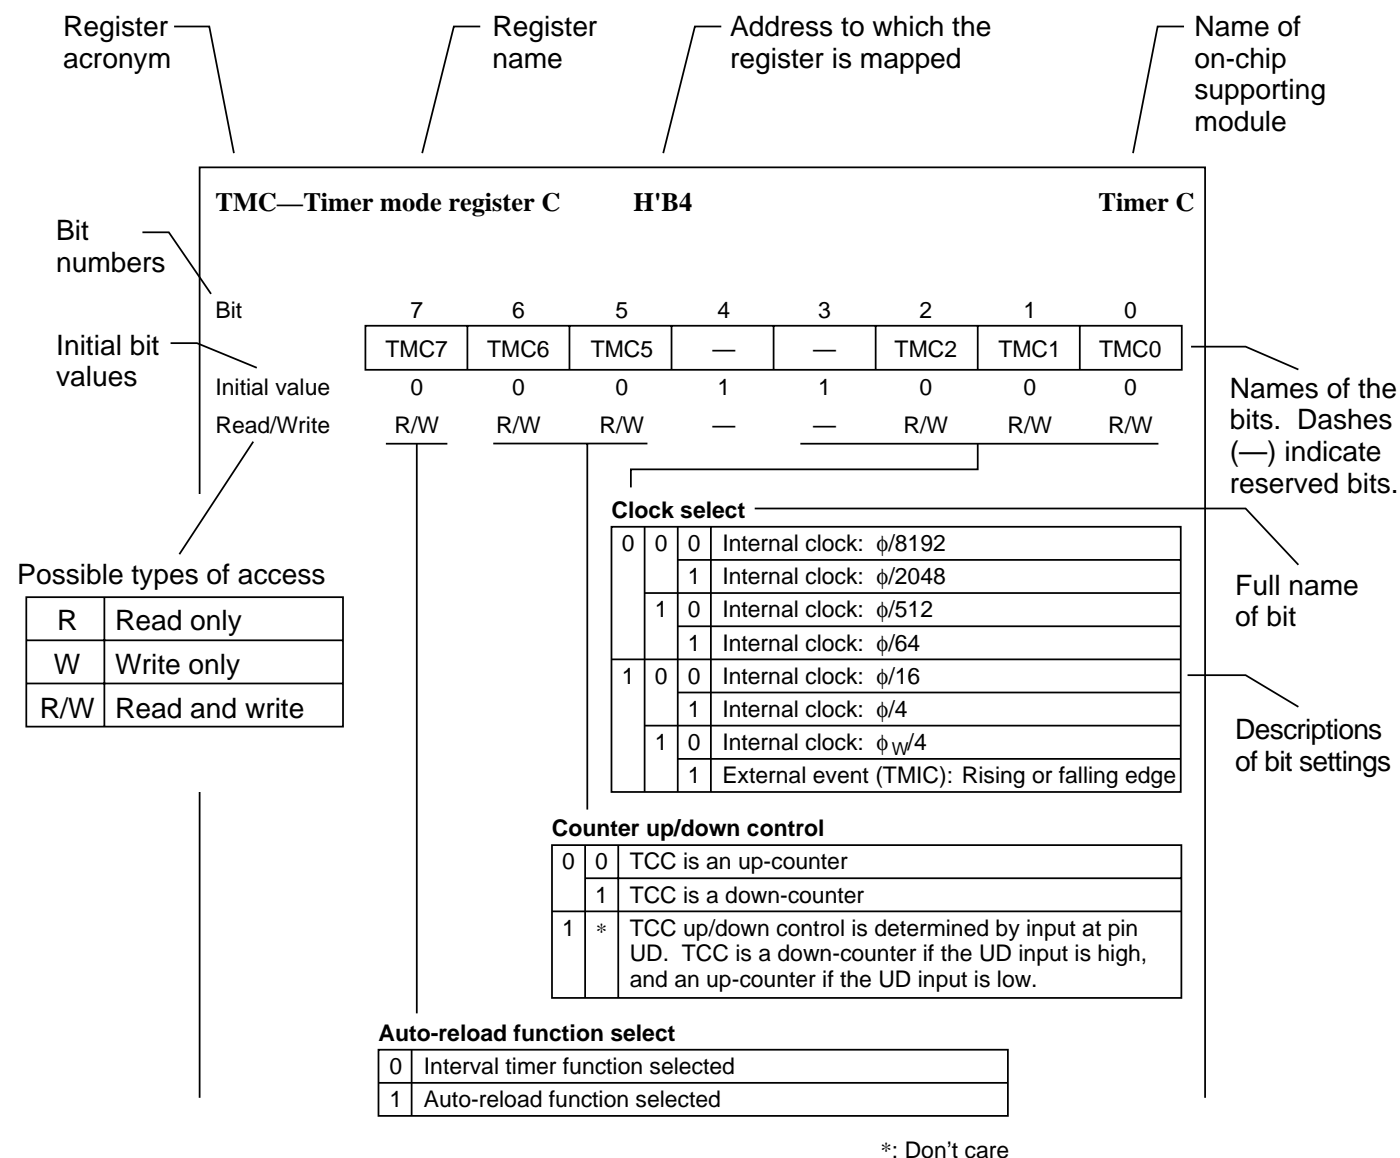 Register
acronym
Register
name
Address to which the
register is mapped
Name of
on-chip
supporting
module
TMC—Timer mode register C H'B4 Timer C
Bit
numbers
Bit 7 6 5 4 3 2 1 0
Initial bit
values
TMC7 TMC6 TMC5 — — TMC2 TMC1 TMC0
Initial value 0 0 0 1 1 0 0 0
Read/Write R/W R/W R/W — — R/W R/W R/W
Names of the
bits. Dashes
(—) indicate
reserved bits.
Possible types of access
R Read only
W Write only
R/W Read and write
Clock select
0 0 0 Internal clock: ϕ/8192
1 Internal clock: ϕ/2048
1 0 Internal clock: ϕ/512
1 Internal clock: ϕ/64
1 0 0 Internal clock: ϕ/16
1 Internal clock: ϕ/4
1 0 Internal clock: ϕW/4
1 External event (TMIC): Rising or falling edge
Full name
of bit
Descriptions
of bit settings
Counter up/down control
0 0 TCC is an up-counter
1 TCC is a down-counter
1 * TCC up/down control is determined by input at pin
UD. TCC is a down-counter if the UD input is high,
and an up-counter if the UD input is low.
Auto-reload function select
0 Interval timer function selected
1 Auto-reload function selected
*: Don't care